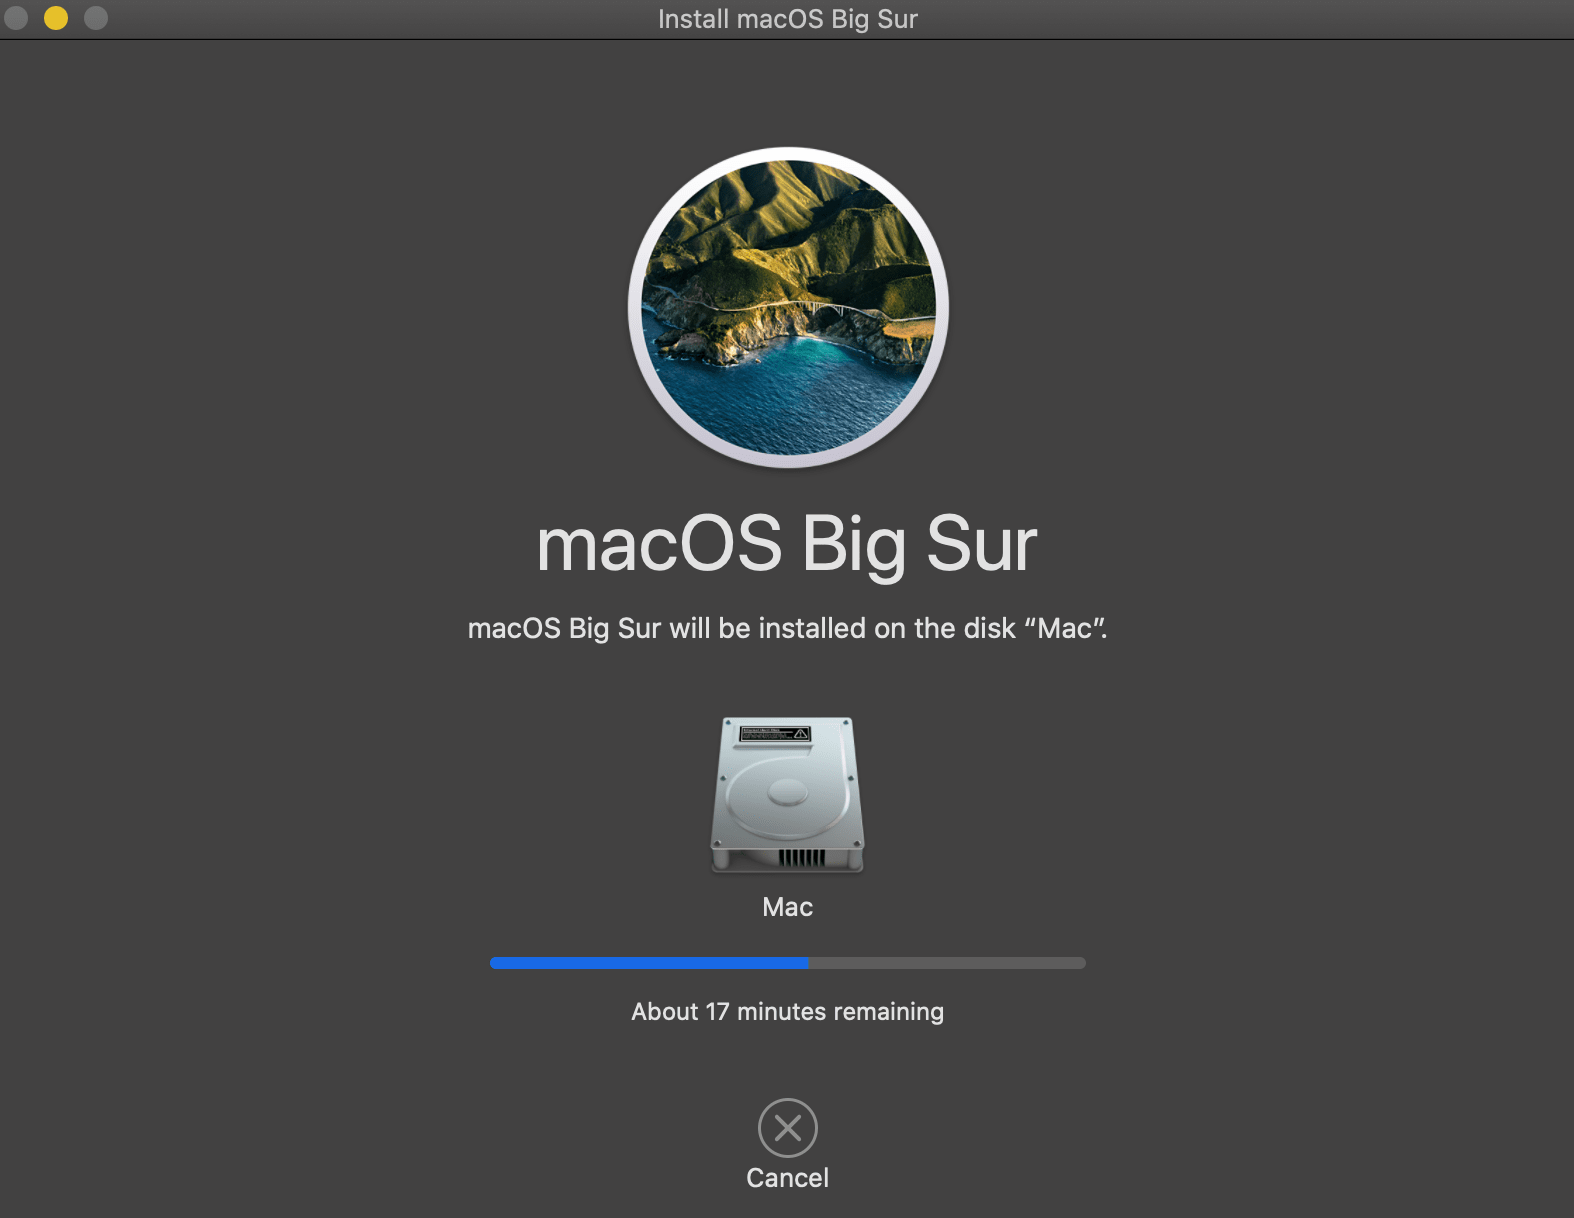 Install macOS Big Sur
macOS Big Sur
macOS Big Sur will be installed on the disk “Mac”.
Mac
About 17 minutes remaining
Cancel